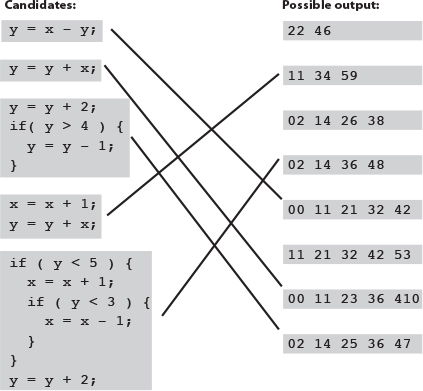 Candidates:
y = x - y;
y = y + x;
y = y + 2;
if( y > 4 ) {
  y = y - 1;
}
x = x + 1;
y = y + x;
if ( y < 5 ) {
  x = x + 1;
  if ( y < 3 ) {
    x = x - 1;
  }
}
y = y + 2;
Possible output:
22 46
11 34 59
02 14 26 38
02 14 36 48
00 11 21 32 42
11 21 32 42 53
00 11 23 36 410
02 14 25 36 47